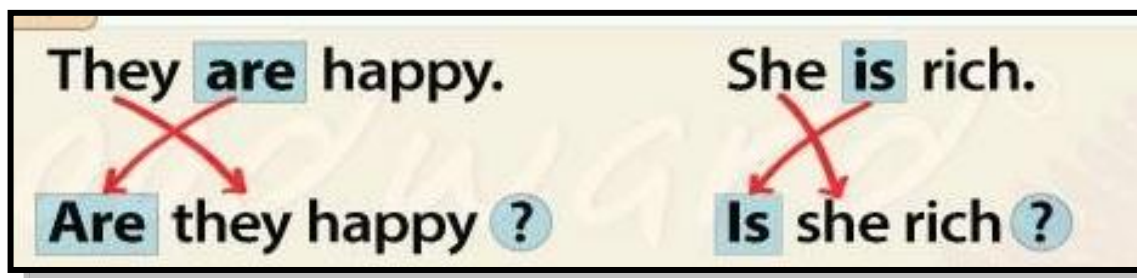 They are happy.
Are they happy ?
She is rich.
Is she rich ?